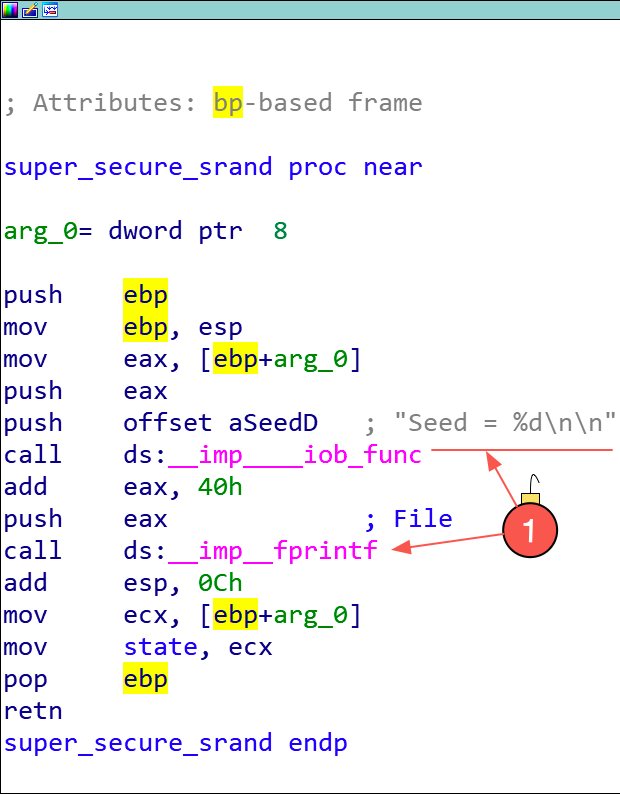 ; Attributes: bp-based frame
super_secure_srand proc near
arg_0= dword ptr  8
push    ebp
mov     ebp, esp
mov     eax, [ebp+arg_0]
push    eax
push    offset aSeedD   ; "Seed = %d\n\n"
call    ds:__imp____iob_func
add     eax, 40h
push    eax             ; File
1
call    ds:__imp__fprintf
add     esp, 0Ch
mov     ecx, [ebp+arg_0]
mov     state, ecx
pop     ebp
retn
super_secure_srand endp